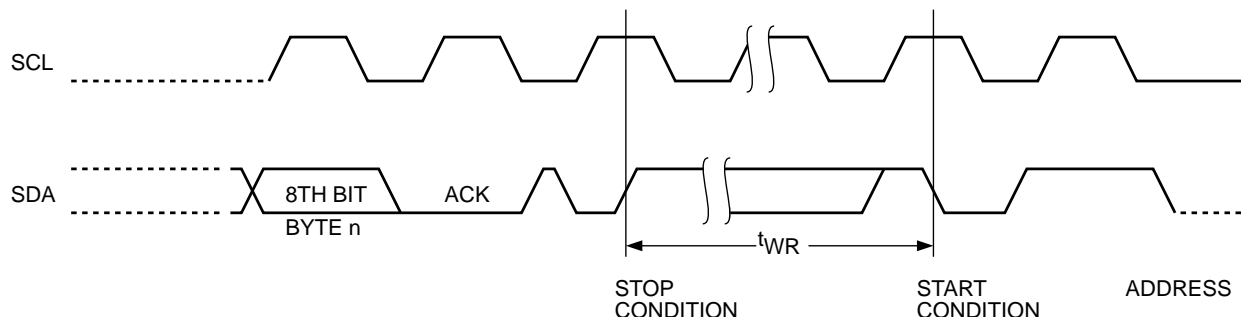 SCL
SDA
8TH BIT
ACK
BYTE n
tWR
STOP
CONDITION
START
CONDITION
ADDRESS